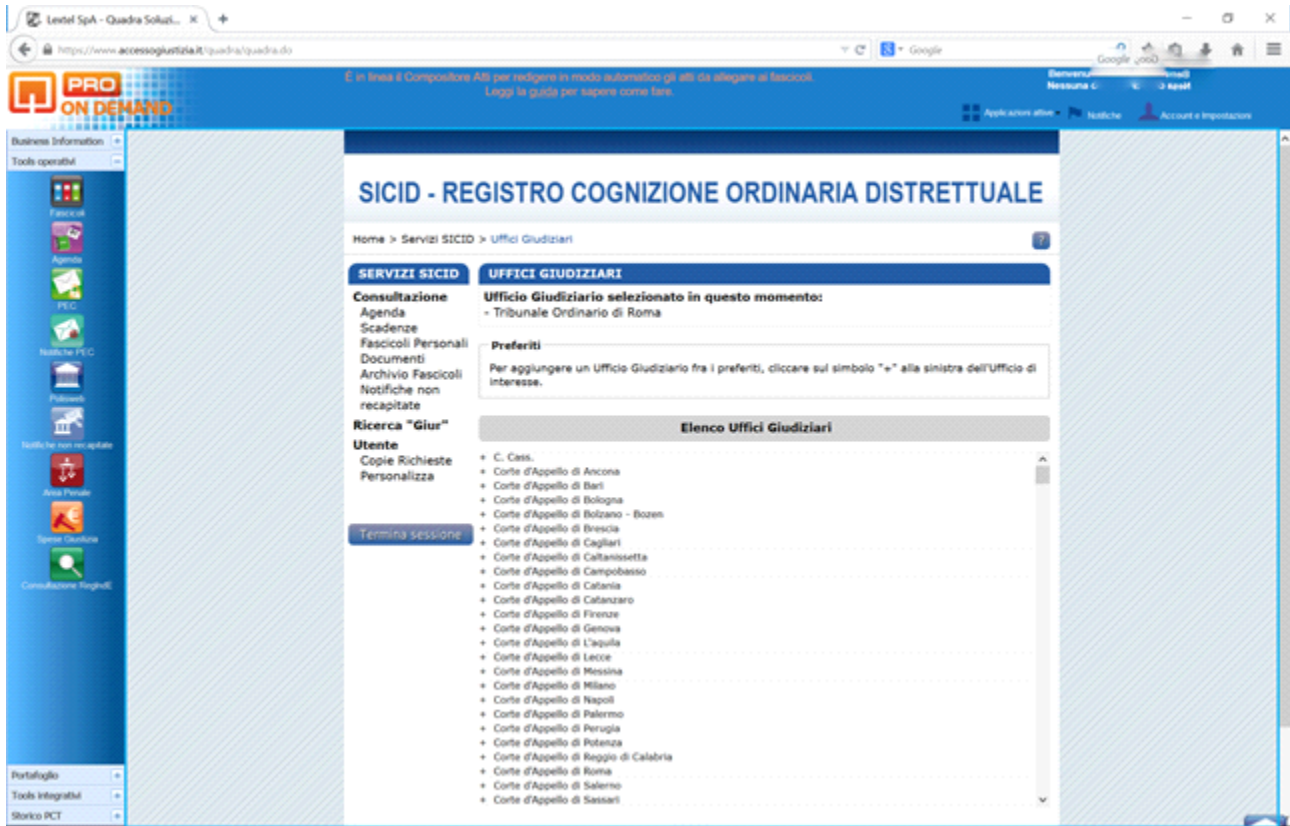 Lextel SpA - Quadra Soluzi...
https://www.accessogiustizia.it/quadra/quadra.do
Google
PRO
ON DEMAND
È in linea il Compositore Atti per redigere in modo automatico gli atti da allegare ai fascicoli.
Leggi la guida per sapere come fare.
Nessuna
Applicazioni attive
Notifiche
Account e Impostazioni
Business Information
Tools operativi
Fascicoli
Agenda
PEC
Notifiche PEC
Polisweb
Notifiche non recapitate
Area Penale
Spese Giustizia
Consultazione RegIndE
Portafoglio
Tools integrativi
Storico PCT
SICID - REGISTRO COGNIZIONE ORDINARIA DISTRETTUALE
Home > Servizi SICID > Uffici Giudiziari
?
SERVIZI SICID
Consultazione
Agenda
Scadenze
Fascicoli Personali
Documenti
Archivio Fascicoli
Notifiche non
recapitate
Ricerca "Giur"
Utente
Copie Richieste
Personalizza
Termina sessione
UFFICI GIUDIZIARI
Ufficio Giudiziario selezionato in questo momento:
- Tribunale Ordinario di Roma
Preferiti
Per aggiungere un Ufficio Giudiziario fra i preferiti, cliccare sul simbolo "+" alla sinistra dell'Ufficio di
interesse.
Elenco Uffici Giudiziari
+ C. Cass.
+ Corte d'Appello di Ancona
+ Corte d'Appello di Bari
+ Corte d'Appello di Bologna
+ Corte d'Appello di Bolzano - Bozen
+ Corte d'Appello di Brescia
+ Corte d'Appello di Cagliari
+ Corte d'Appello di Caltanissetta
+ Corte d'Appello di Campobasso
+ Corte d'Appello di Catania
+ Corte d'Appello di Catanzaro
+ Corte d'Appello di Firenze
+ Corte d'Appello di Genova
+ Corte d'Appello di L'aquila
+ Corte d'Appello di Lecce
+ Corte d'Appello di Messina
+ Corte d'Appello di Milano
+ Corte d'Appello di Napoli
+ Corte d'Appello di Palermo
+ Corte d'Appello di Perugia
+ Corte d'Appello di Potenza
+ Corte d'Appello di Reggio di Calabria
+ Corte d'Appello di Roma
+ Corte d'Appello di Salerno
+ Corte d'Appello di Sassari